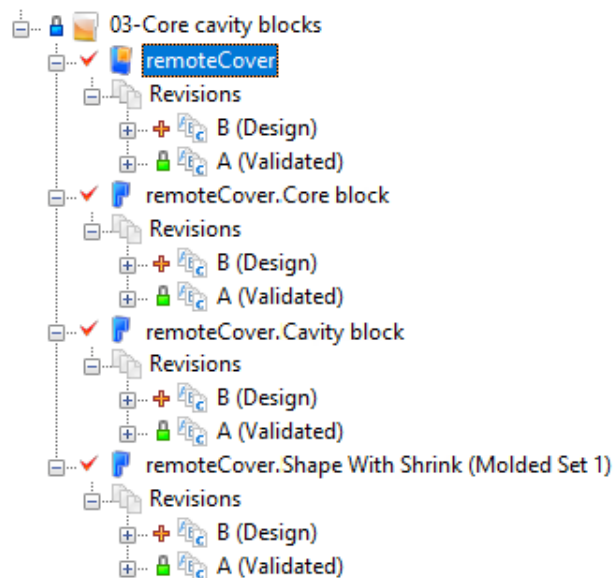 03-Core cavity blocks
remoteCover
Revisions
B (Design)
A (Validated)
remoteCover.Core block
Revisions
B (Design)
A (Validated)
remoteCover.Cavity block
Revisions
B (Design)
A (Validated)
remoteCover.Shape With Shrink (Molded Set 1)
Revisions
B (Design)
A (Validated)